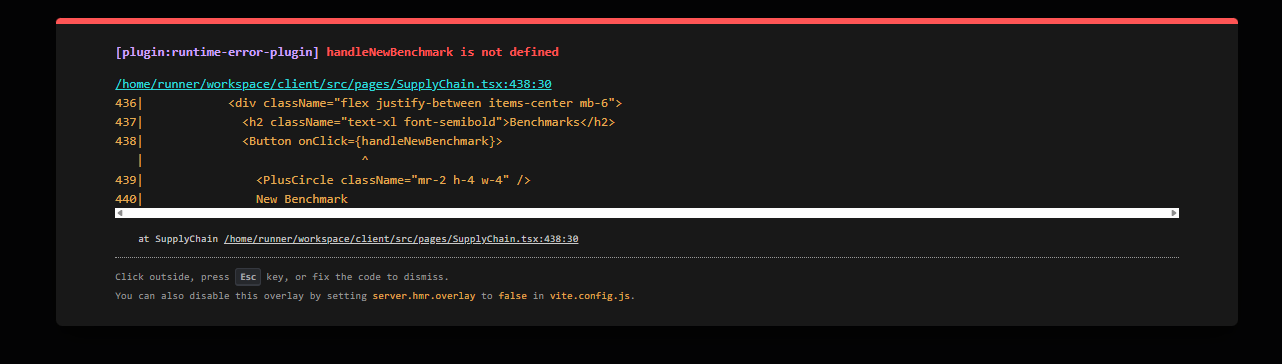 [plugin:runtime-error-plugin] handleNewBenchmark is not defined
/home/runner/workspace/client/src/pages/SupplyChain.tsx:438:30
436|            <div className="flex justify-between items-center mb-6">
437|              <h2 className="text-xl font-semibold">Benchmarks</h2>
438|              <Button onClick={handleNewBenchmark}>
   |                              ^
439|                <PlusCircle className="mr-2 h-4 w-4" />
440|                New Benchmark
at SupplyChain /home/runner/workspace/client/src/pages/SupplyChain.tsx:438:30
Click outside, press Esc key, or fix the code to dismiss.
You can also disable this overlay by setting server.hmr.overlay to false in vite.config.js.